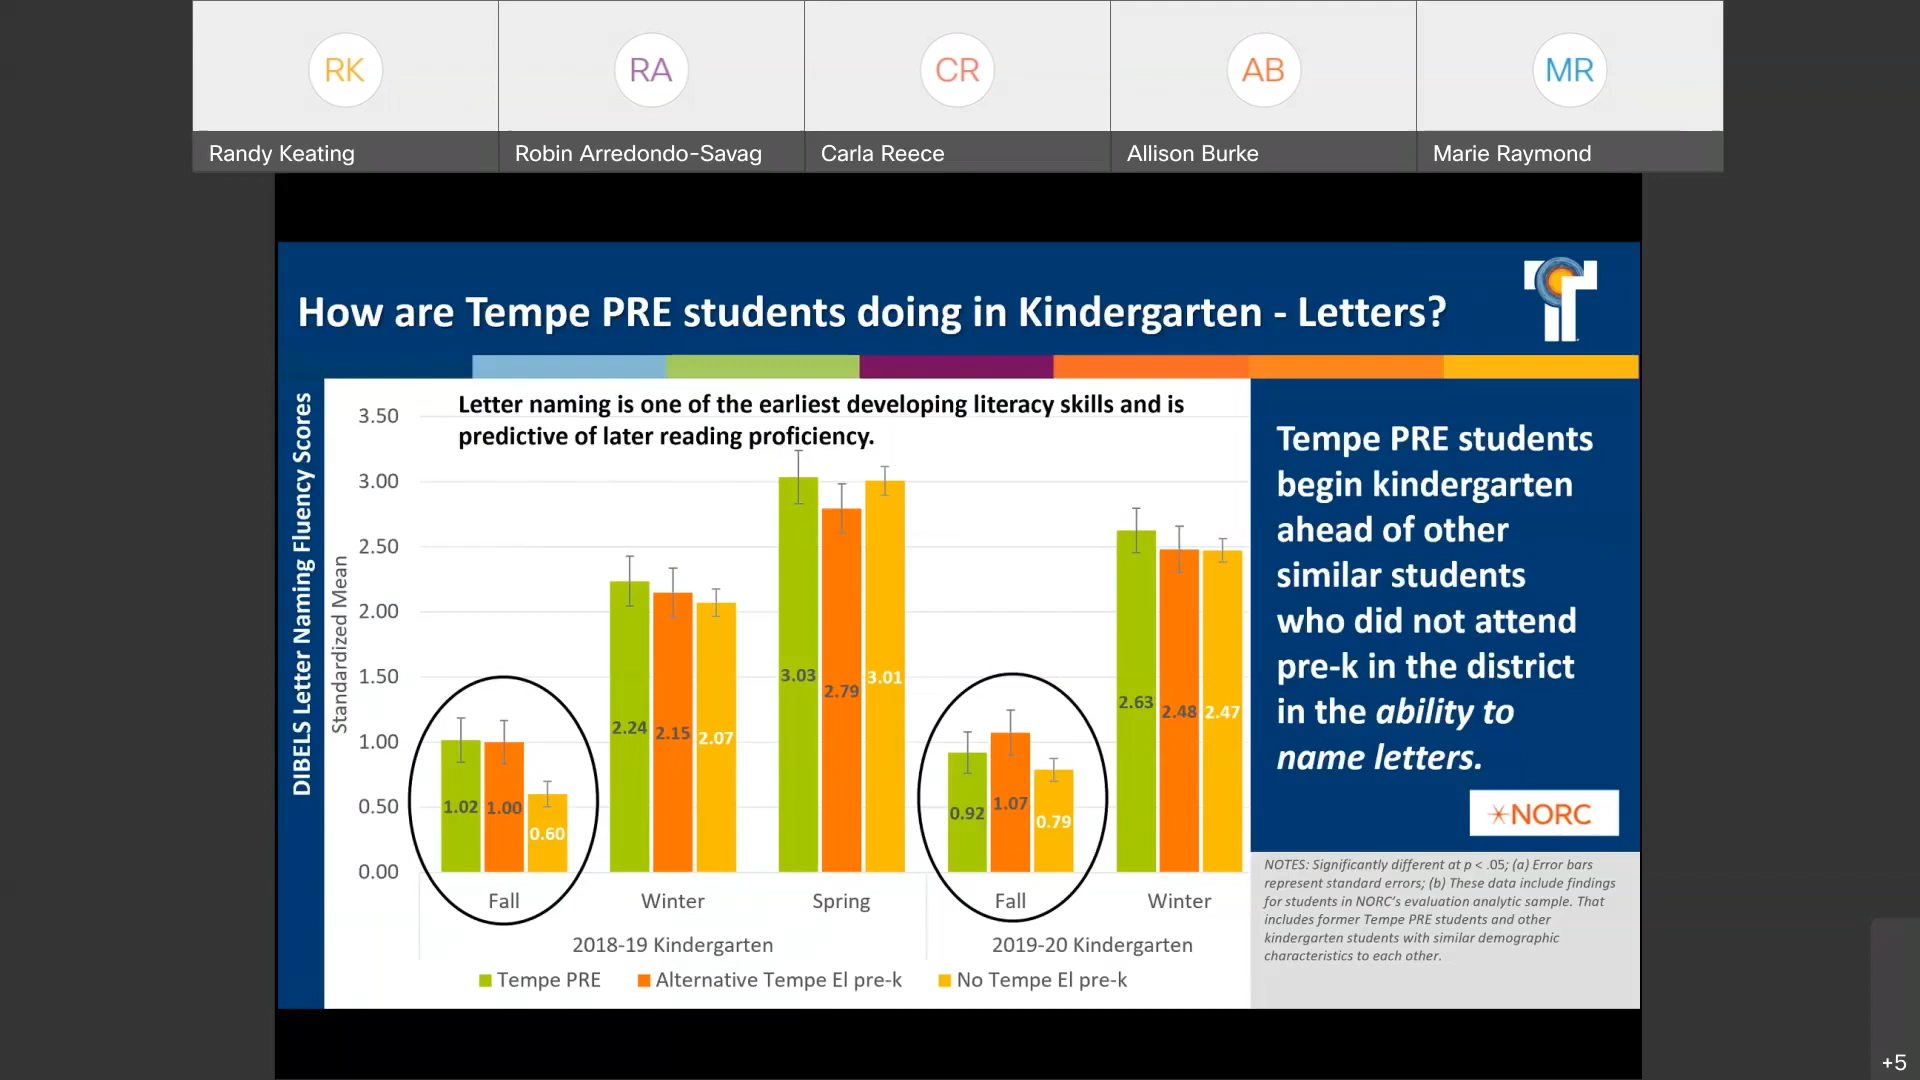 RK
RA
CR
AB
MR
Randy Keating
Robin Arredondo-Savag
Carla Reece
Allison Burke
Marie Raymond
How are Tempe PRE students doing in Kindergarten - Letters?
DIBELS Letter Naming Fluency Scores
Standardized Mean
Letter naming is one of the earliest developing literacy skills and is
predictive of later reading proficiency.
3.50
3.00
2.50
2.00
1.50
1.00
0.50
0.00
1.02
1.00
0.60
2.24
2.15
2.07
3.03
2.79
3.01
0.92
1.07
0.79
2.63
2.48
2.47
Fall
Winter
Spring
Fall
Winter
2018-19 Kindergarten
2019-20 Kindergarten
Tempe PRE
Alternative Tempe El pre-k
No Tempe El pre-k
Tempe PRE students
begin kindergarten
ahead of other
similar students
who did not attend
pre-k in the district
in the ability to
name letters.
NORC
NOTES: Significantly different at p < .05; (a) Error bars
represent standard errors; (b) These data include findings
for students in NORC's evaluation analytic sample. That
includes former Tempe PRE students and other
kindergarten students with similar demographic
characteristics to each other.
+5